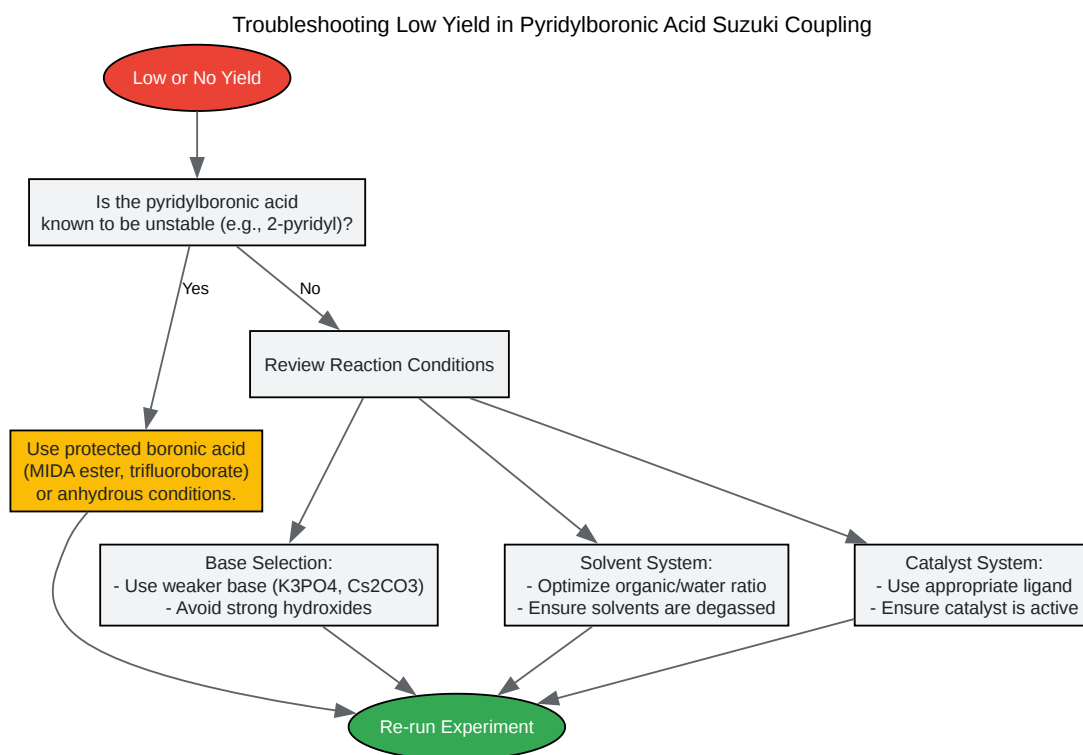 Troubleshooting Low Yield in Pyridylboronic Acid Suzuki Coupling
Low or No Yield
Is the pyridylboronic acid
known to be unstable (e.g., 2-pyridyl)?
Yes
No
Review Reaction Conditions
Use protected boronic acid
(MIDA ester, trifluoroborate)
or anhydrous conditions.
Base Selection:
- Use weaker base (K3PO4, Cs2CO3)
- Avoid strong hydroxides
Solvent System:
- Optimize organic/water ratio
- Ensure solvents are degassed
Catalyst System:
- Use appropriate ligand
- Ensure catalyst is active
Re-run Experiment